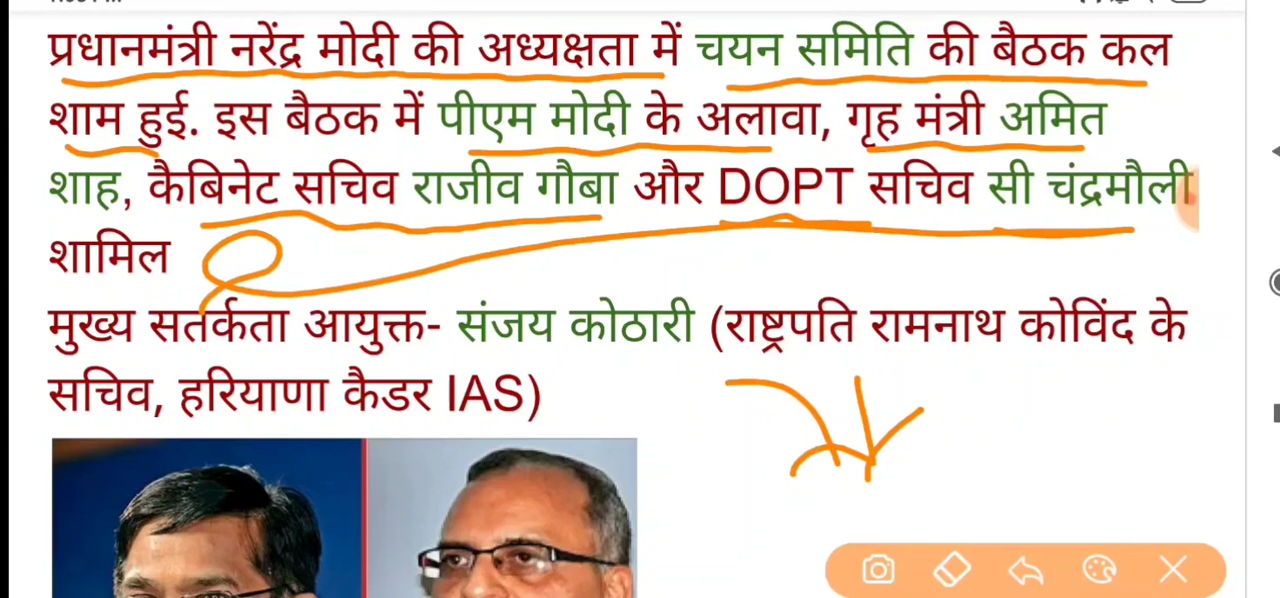 प्रधानमंत्री नरेंद्र मोदी की अध्यक्षता में चयन समिति की बैठक कल
शाम हुई. इस बैठक में पीएम मोदी के अलावा, गृह मंत्री अमित
शाह, कैबिनेट सचिव राजीव गौबा और DOPT सचिव सी चंद्रमौली
शामिल
मुख्य सतर्कता आयुक्त- संजय कोठारी (राष्ट्रपति रामनाथ कोविंद के
सचिव, हरियाणा कैडर IAS)